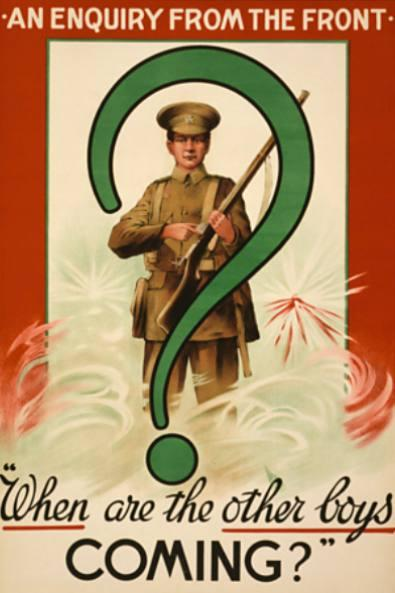 ·AN ENQUIRY FROM THE FRONT·
"When are the other boys
COMING?"